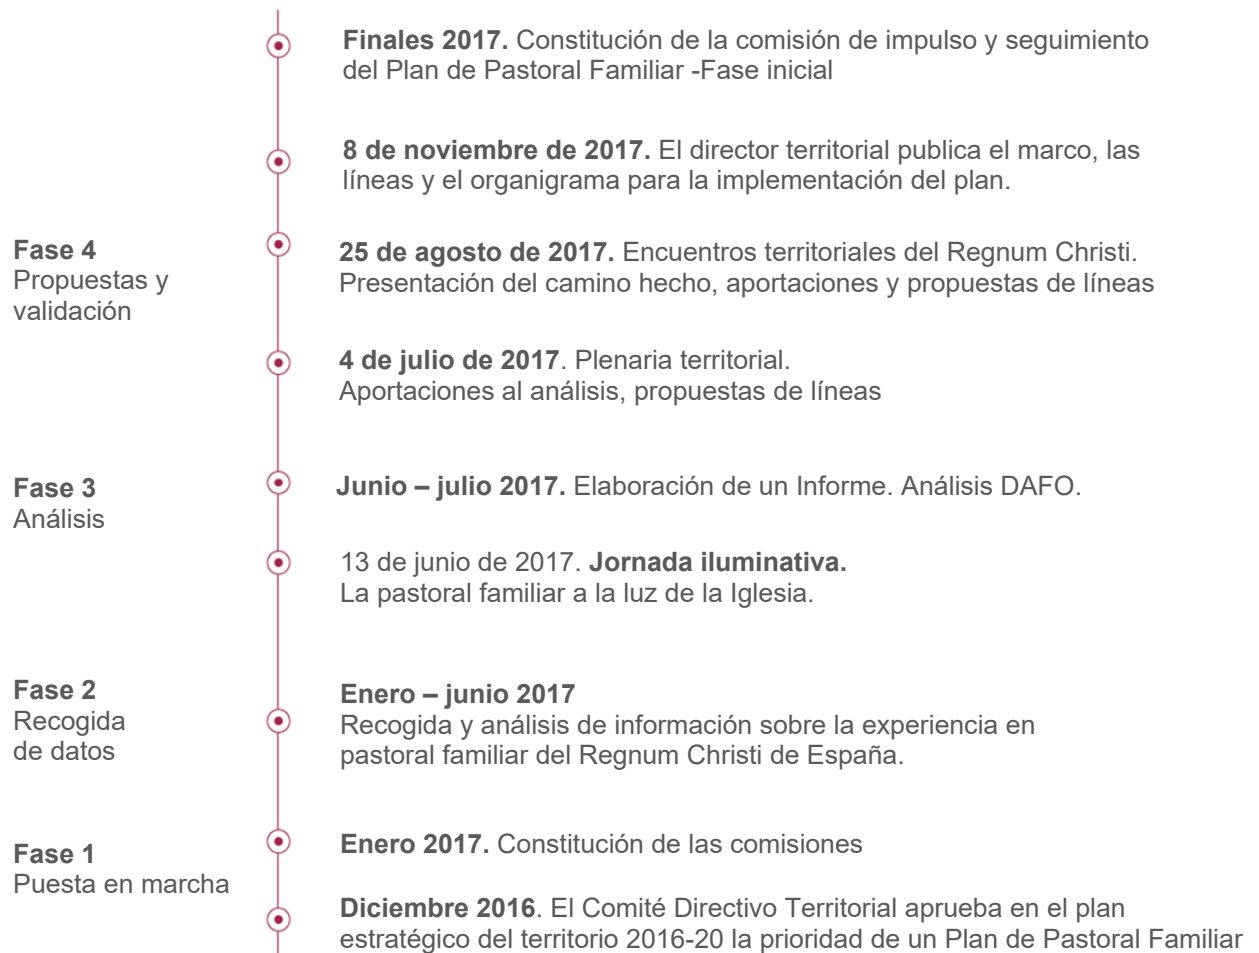 Finales 2017. Constitución de la comisión de impulso y seguimiento
del Plan de Pastoral Familiar -Fase inicial
8 de noviembre de 2017. El director territorial publica el marco, las
líneas y el organigrama para la implementación del plan.
Fase 4
Propuestas y
validación
25 de agosto de 2017. Encuentros territoriales del Regnum Christi.
Presentación del camino hecho, aportaciones y propuestas de líneas
4 de julio de 2017. Plenaria territorial.
Aportaciones al análisis, propuestas de líneas
Fase 3
Análisis
Junio – julio 2017. Elaboración de un Informe. Análisis DAFO.
13 de junio de 2017. Jornada iluminativa.
La pastoral familiar a la luz de la Iglesia.
Fase 2
Recogida
de datos
Enero – junio 2017
Recogida y análisis de información sobre la experiencia en
pastoral familiar del Regnum Christi de España.
Fase 1
Puesta en marcha
Enero 2017. Constitución de las comisiones
Diciembre 2016. El Comité Directivo Territorial aprueba en el plan
estratégico del territorio 2016-20 la prioridad de un Plan de Pastoral Familiar